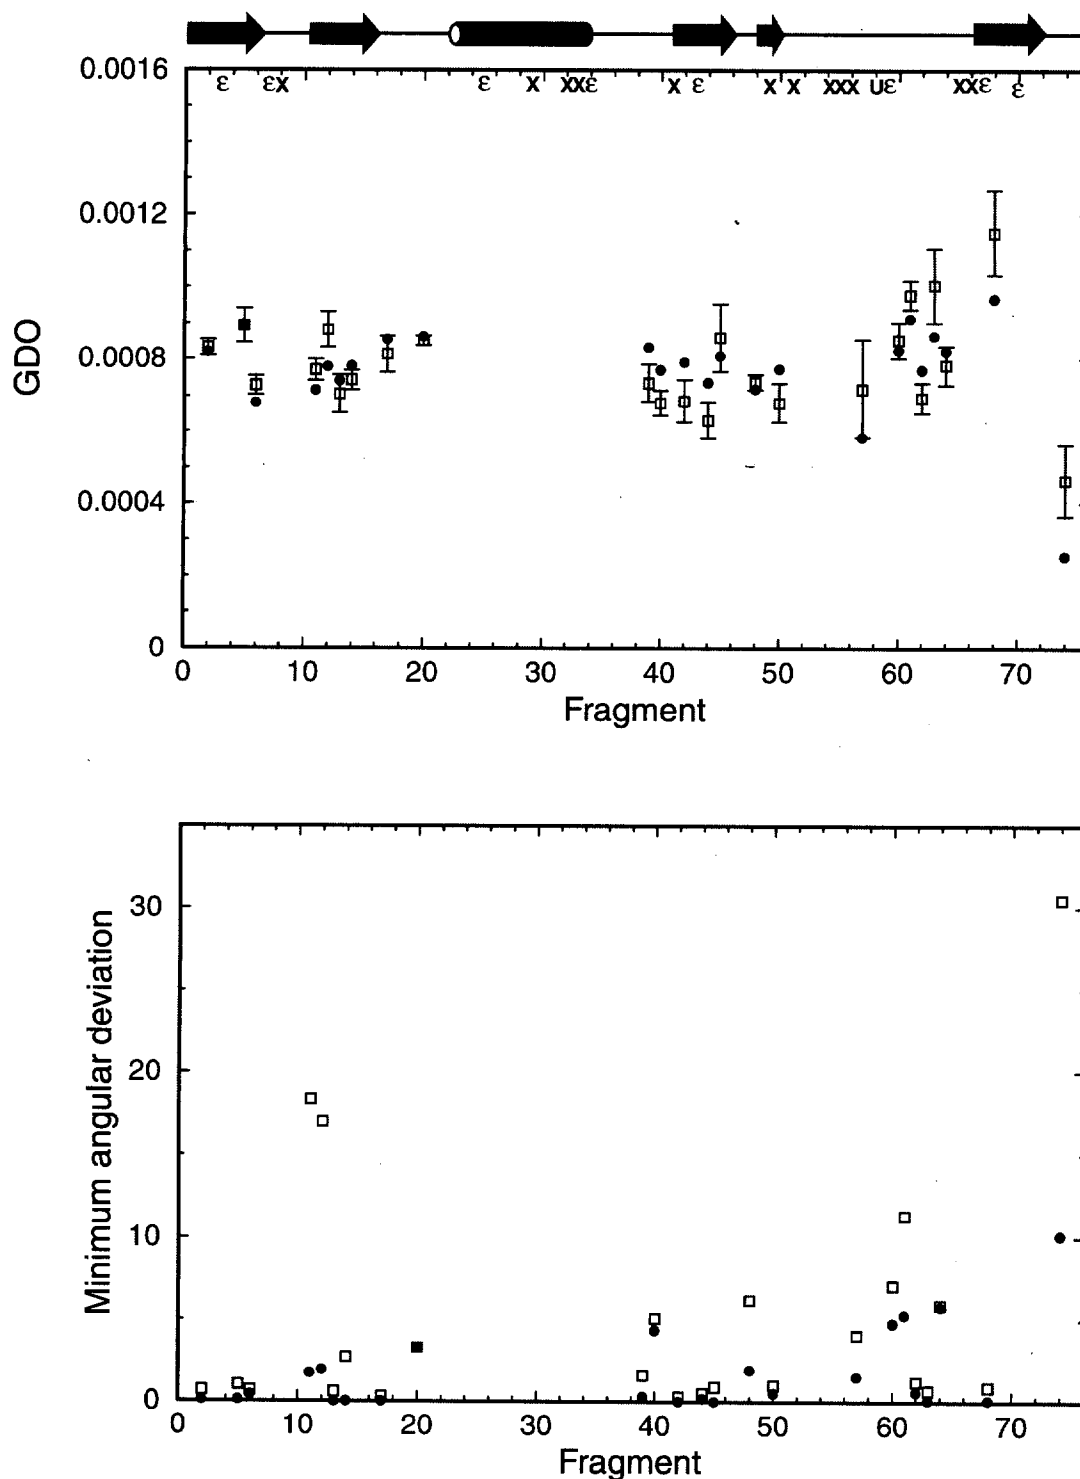 ε εx ε x xxε x ε x x xxx uε xxε ε
0.0016
0.0012
0.0008
0.0004
0
GDO
0 10 20 30 40 50 60 70
Fragment
30
20
10
0
Minimum angular deviation
0 10 20 30 40 50 60 70
Fragment